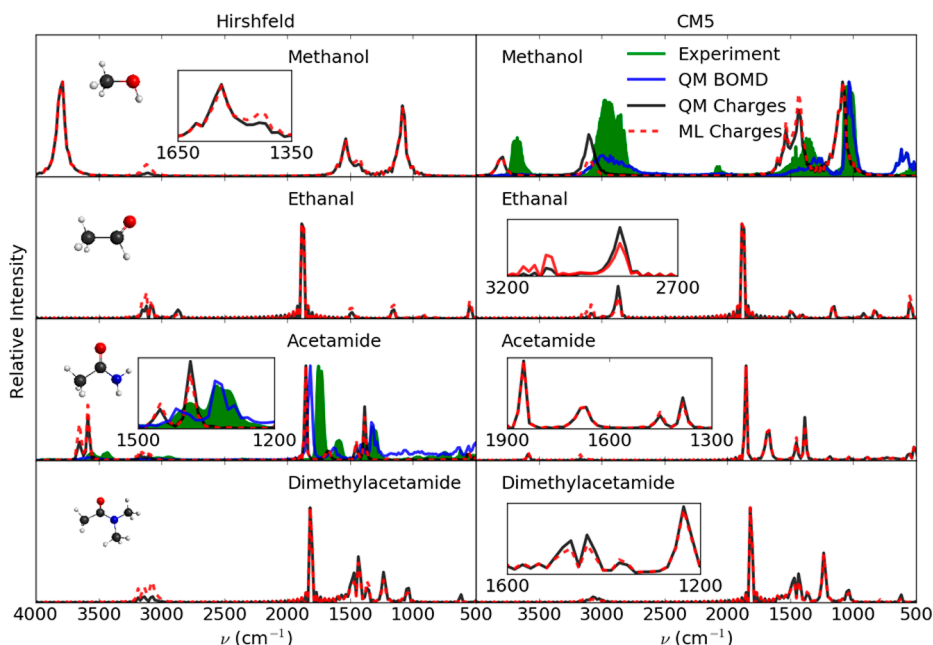 Hirshfeld
CM5
Methanol
1650
1350
Methanol
Experiment
QM BOMD
QM Charges
ML Charges
Ethanal
Ethanal
3200
2700
Acetamide
1500
1200
Acetamide
1900
1600
1300
Dimethylacetamide
Dimethylacetamide
1600
1200
Relative Intensity
4000 3500 3000 2500 2000 1500 1000 500
3500 3000 2500 2000 1500 1000 500
ν (cm⁻¹)
ν (cm⁻¹)